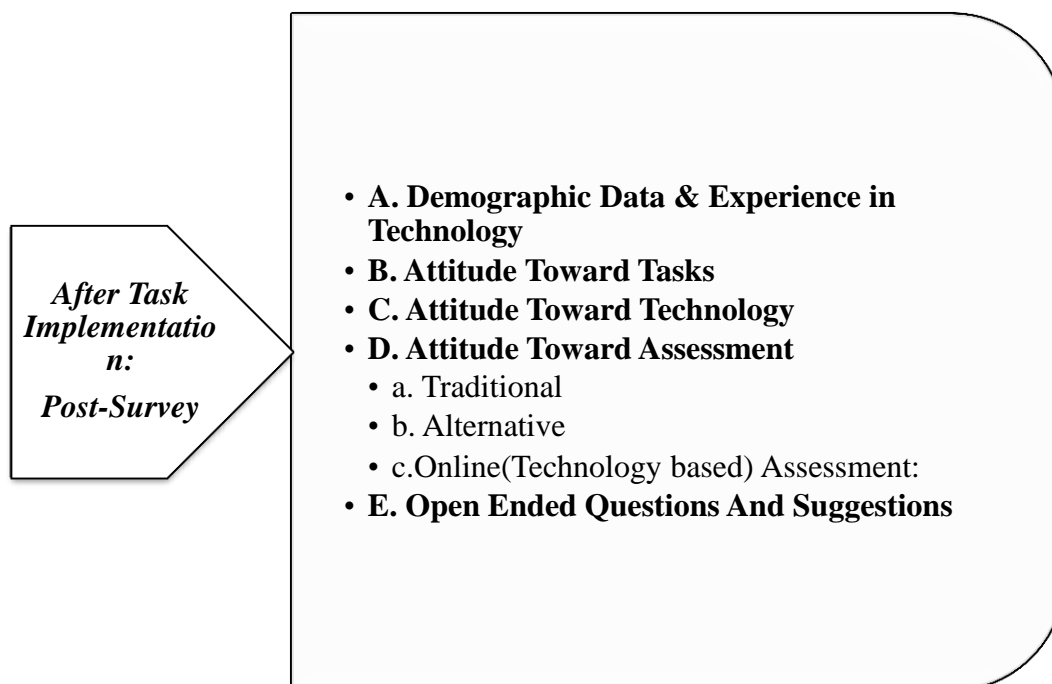 After Task
Implementatio
n:
Post-Survey
• A. Demographic Data & Experience in
Technology
• B. Attitude Toward Tasks
• C. Attitude Toward Technology
• D. Attitude Toward Assessment
• a. Traditional
• b. Alternative
• c.Online(Technology based) Assessment:
• E. Open Ended Questions And Suggestions